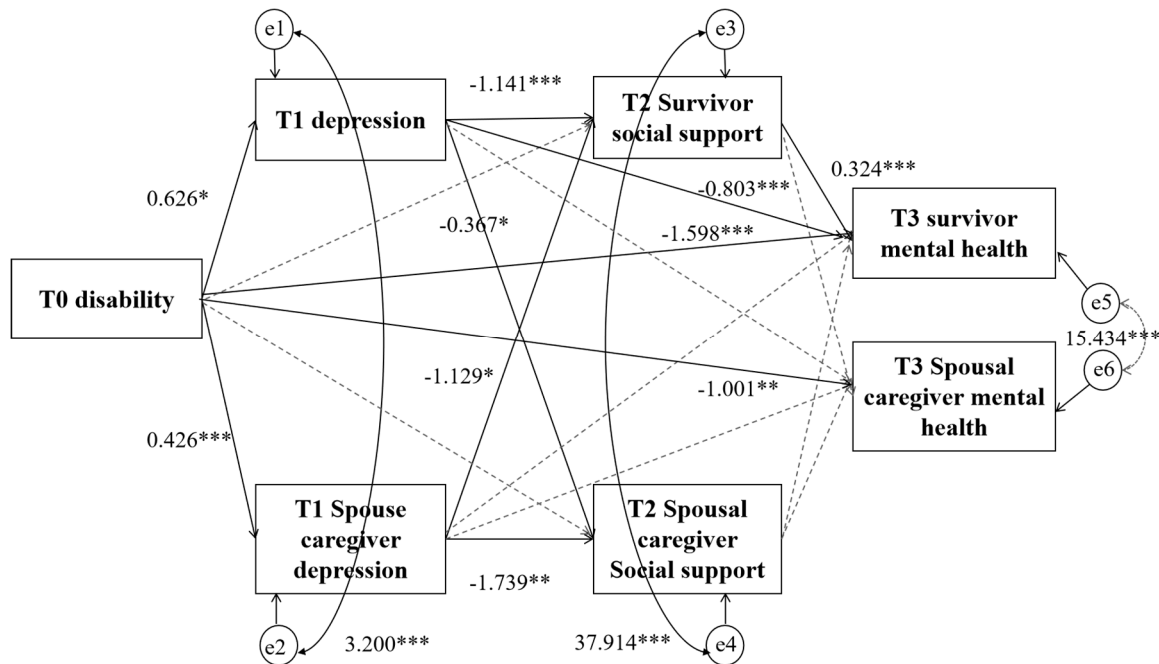 e1
e3
-1.141***
T1 depression
T2 Survivor
social support
0.324***
0.626*
-0.803***
T3 survivor
mental health
-0.367*
-1.598***
T0 disability
e5
15.434***
e6
-1.129*
-1.001**
T3 Spousal
caregiver mental
health
0.426***
T1 Spouse
caregiver
depression
T2 Spousal
caregiver
Social support
-1.739**
e2
3.200***
37.914***
e4